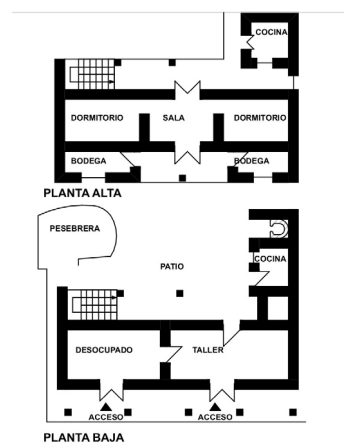 COCINA
DORMITORIO SALA DORMITORIO
BODEGA BODEGA
PLANTA ALTA
PESEBRERA
PATIO
COCINA
DESOCUPADO TALLER
ACCESO ACCESO
PLANTA BAJA